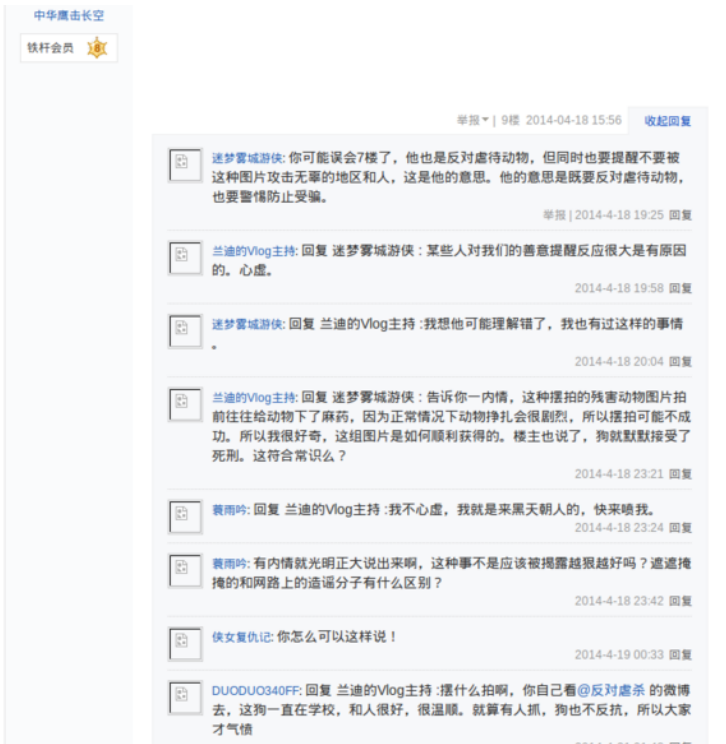 中华鹰击长空
铁杆会员 8
举报 | 9楼 2014-04-18 15:56 收起回复
迷梦雾城游侠: 你可能误会7楼了，他也是反对虐待动物，但同时也要提醒不要被
这种图片攻击无辜的地区和人，这是他的意思。他的意思是既要反对虐待动物，
也要警惕防止受骗。
举报 | 2014-4-18 19:25 回复
兰迪的Vlog主持: 回复 迷梦雾城游侠 : 某些人对我们的善意提醒反应很大是有原因
的。心虚。
2014-4-18 19:58 回复
迷梦雾城游侠: 回复 兰迪的Vlog主持 :我想他可能理解错了，我也有过这样的事情
。
2014-4-18 20:04 回复
兰迪的Vlog主持: 回复 迷梦雾城游侠 : 告诉你一内情，这种摆拍的残害动物图片拍
前往往给动物下了麻药，因为正常情况下动物挣扎会很剧烈，所以摆拍可能不成
功。所以我很好奇，这组图片是如何顺利获得的。楼主也说了，狗就默默接受了
死刑。这符合常识么？
2014-4-18 23:21 回复
蓑雨吟: 回复 兰迪的Vlog主持 :我不心虚，我就是来黑天朝人的，快来喷我。
2014-4-18 23:24 回复
蓑雨吟: 有内情就光明正大说出来啊，这种事不是应该被揭露越狠越好吗？遮遮掩
掩的和网路上的造谣分子有什么区别？
2014-4-18 23:42 回复
侠女复仇记: 你怎么可以这样说！
2014-4-19 00:33 回复
DUODUO340FF: 回复 兰迪的Vlog主持 :摆什么拍啊，你自己看@反对虐杀 的微博
去，这狗一直在学校，和人很好，很温顺。就算有人抓，狗也不反抗，所以大家
才气愤